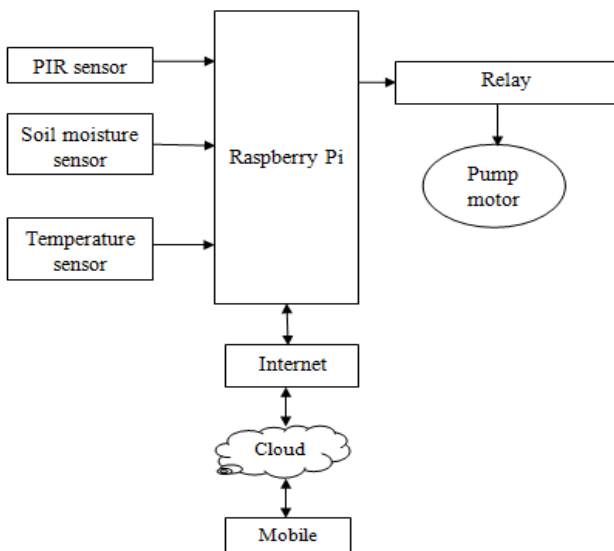 PIR sensor
Soil moisture
sensor
Temperature
sensor
Raspberry Pi
Relay
Pump
motor
Internet
Cloud
Mobile